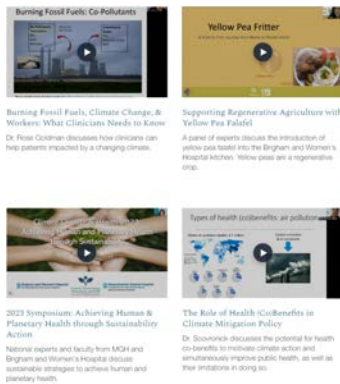 Burning Fossil Fuels: Co-Pollutants
Burning Fossil Fuels, Climate Change, &
Workers: What Clinicians Needs to Know
Dr. Rose Goldman discusses how clinicians can
help patients impacted by a changing climate.
Yellow Pea Fritter
Supporting Regenerative Agriculture with
Yellow Pea Falafel
A panel of experts discuss the introduction of
yellow pea falafel into the Brigham and Women's
Hospital kitchen. Yellow peas are a regenerative
crop.
Achieving Human and Planetary Health
through Sustainability
2023 Symposium: Achieving Human &
Planetary Health through Sustainability
Action
National experts and faculty from MGH and
Brigham and Women's Hospital discuss
sustainable strategies to achieve human and
planetary health.
Types of health (co)benefits: air pollution
The Role of Health (Co)Benefits in
Climate Mitigation Policy
Dr. Scovronick discusses the potential for health
co-benefits to motivate climate action and
simultaneously improve public health, as well as
their limitations in doing so.